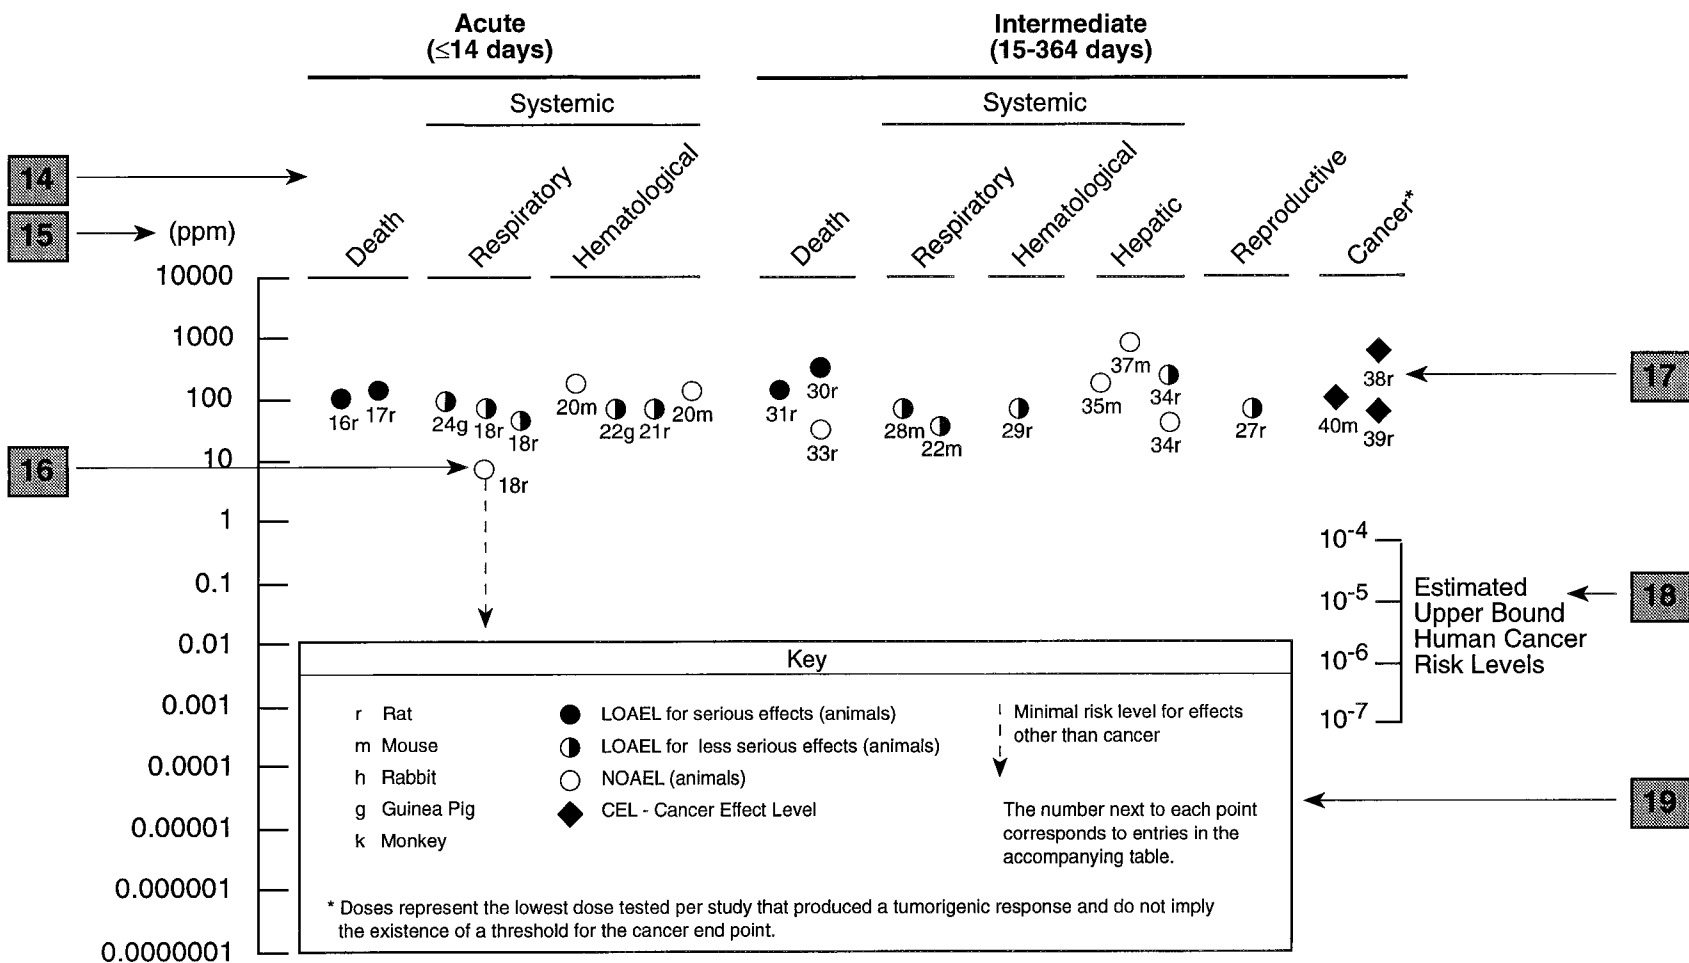 Acute
(≤14 days)
Intermediate
(15-364 days)
Systemic
Systemic
14
15
(ppm)
Death
Respiratory
Hematological
Death
Respiratory
Hematological
Hepatic
Reproductive
Cancer*
10000
1000
100
10
1
0.1
0.01
0.001
0.0001
0.00001
0.000001
0.0000001
16r
17r
24g
18r
18r
18r
20m
22g
21r
20m
31r
30r
33r
28m
22m
29r
35m
37m
34r
34r
27r
40m
38r
39r
16
17
10-4
10-5
10-6
10-7
Estimated
Upper Bound
Human Cancer
Risk Levels
18
19
Key
r Rat
m Mouse
h Rabbit
g Guinea Pig
k Monkey
LOAEL for serious effects (animals)
LOAEL for less serious effects (animals)
NOAEL (animals)
CEL - Cancer Effect Level
Minimal risk level for effects
other than cancer
The number next to each point
corresponds to entries in the
accompanying table.
* Doses represent the lowest dose tested per study that produced a tumorigenic response and do not imply
the existence of a threshold for the cancer end point.